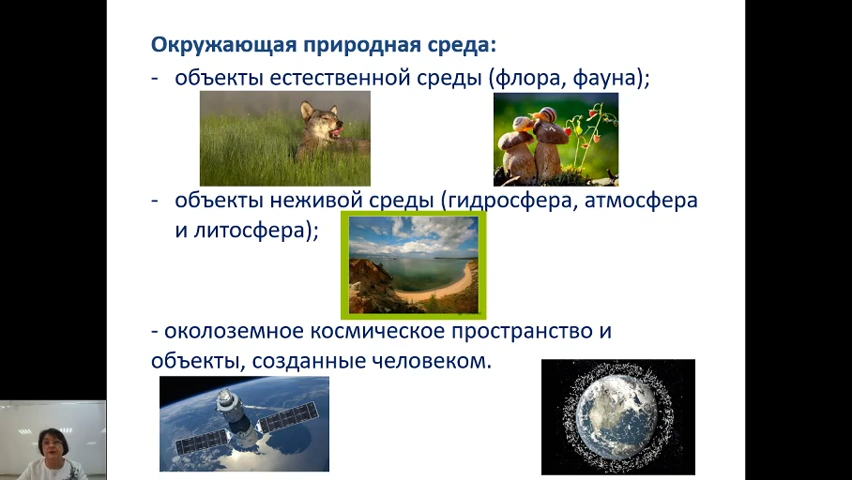 Окружающая природная среда:
- объекты естественной среды (флора, фауна);
- объекты неживой среды (гидросфера, атмосфера
и литосфера);
- околоземное космическое пространство и
объекты, созданные человеком.